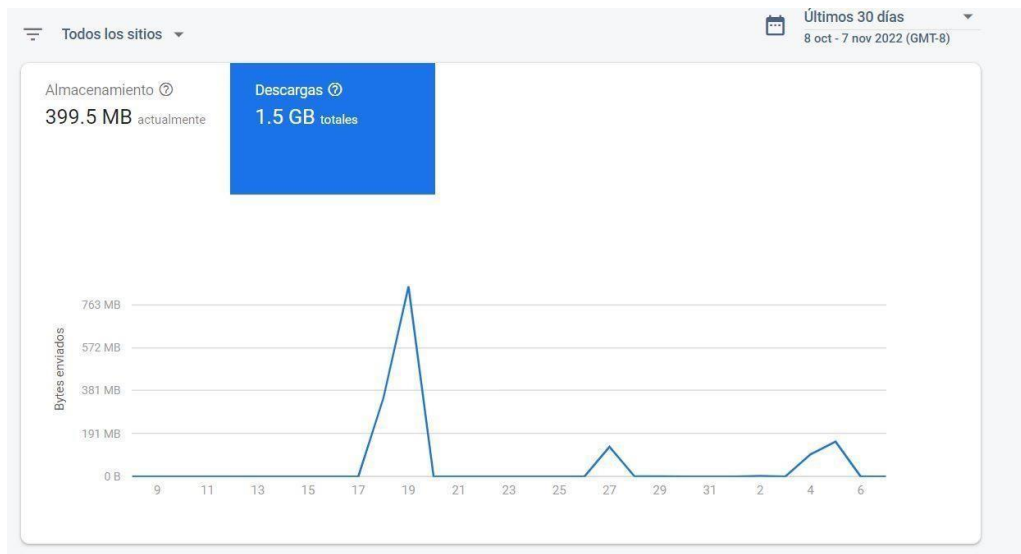 Todos los sitios
Últimos 30 días
8 oct - 7 nov 2022 (GMT-8)
Almacenamiento
399.5 MB actualmente
Descargas
1.5 GB totales
Bytes enviados
763 MB
572 MB
381 MB
191 MB
0 B
9 11 13 15 17 19 21 23 25 27 29 31 2 4 6